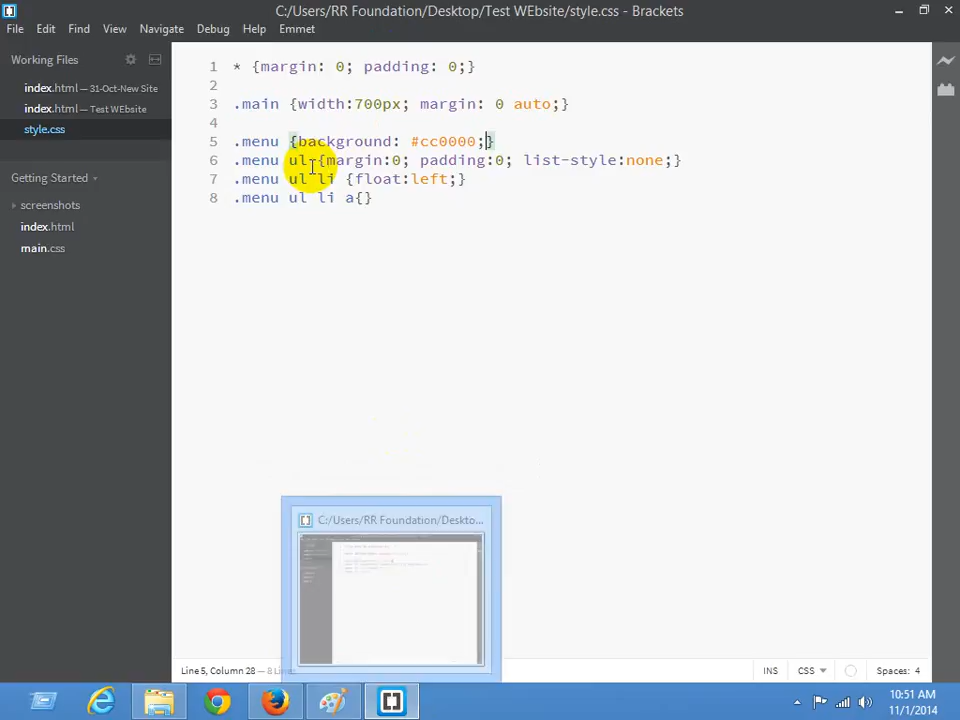 C:/Users/RR Foundation/Desktop/Test WEbsite/style.css - Brackets
File Edit Find View Navigate Debug Help Emmet
Working Files
index.html — 31-Oct-New Site
index.html — Test WEbsite
style.css
Getting Started
screenshots
index.html
main.css
1 * {margin: 0; padding: 0;}
2
3 .main {width:700px; margin: 0 auto;}
4
5 .menu {background: #cc0000;}
6 .menu ul {margin:0; padding:0; list-style:none;}
7 .menu ul li {float:left;}
8 .menu ul li a{}
C:/Users/RR Foundation/Deskto...
Line 5, Column 28 — 8 Lines
INS CSS Spaces: 4
10:51 AM
11/1/2014